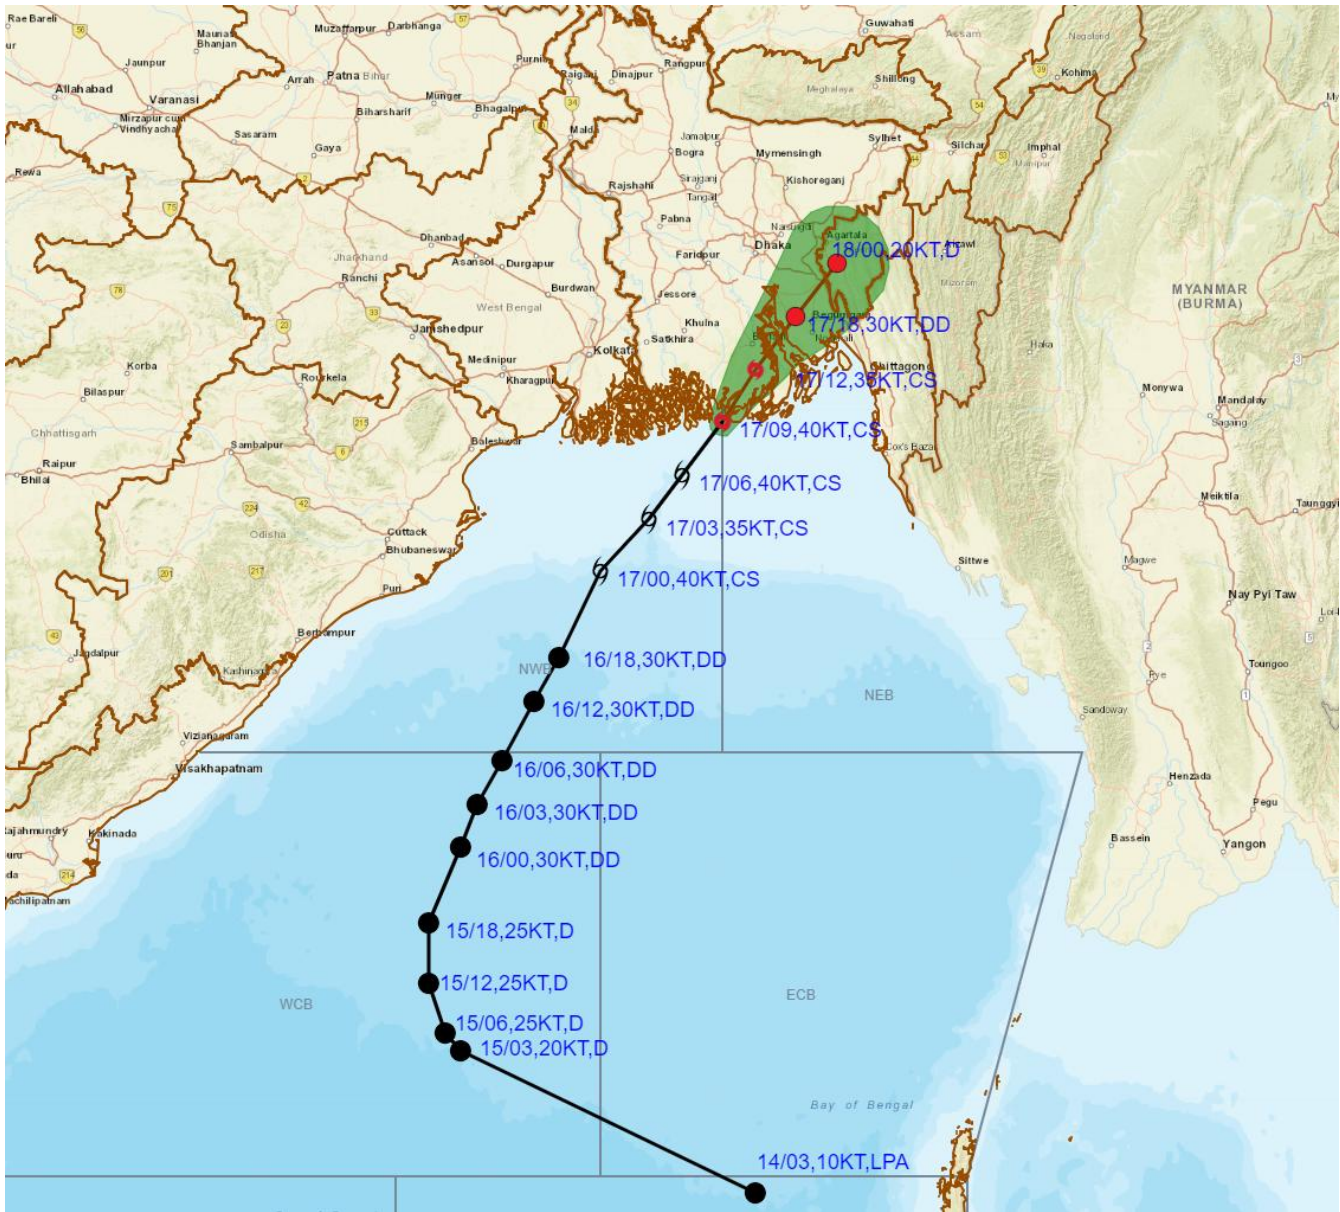 Rae Bareli
Guwahati
Assam
Nagaland
Darbhanga
Muzaffarpur
Maunath
Bhanjan
Purnia
Raiganj
Dinajpur
Rangpur
Jaunpur
Arrah
Patna Bihar
Shillong
Meghalaya
Kohima
Allahabad
Varanasi
Biharsharif
Munger
Bhagalpur
Mirzapur cum
Vindhyachal
Sasaram
Malda
Jamalpur
Bogra
Mymensingh
Sylhet
Silchar
Imphal
Manipur
Gaya
Rewa
Rajshahi
Sirajganj
Tangail
Kishoreganj
Pabna
Dhanbad
Jharkhand
Ranchi
Asansol
Durgapur
Faridpur
Dhaka
Agartala
18/00,20KT,D
Mizoram
Burdwan
West Bengal
Jessore
MYANMAR
(BURMA)
Khulna
17/18,30KT,DD
Jamshedpur
Satkhira
Kolkata
Haka
Medinipur
Kharagpur
Chittagong
Korba
Bilaspur
Rourkela
17/12,35KT,CS
Monywa
Mandalay
Sagaing
Chhattisgarh
Sambalpur
Baleshwar
17/09,40KT,CS
Cox's Bazar
Raipur
Bhilai
17/06,40KT,CS
Meiktila
Taunggyi
Cuttack
Odisha
Bhubaneswar
17/03,35KT,CS
Sittwe
Magwe
Puri
17/00,40KT,CS
Nay Pyi Taw
Berhampur
Jagdalpur
16/18,30KT,DD
NWB
NEB
Toungoo
Pye
Sandoway
16/12,30KT,DD
Vizianagaram
Visakhapatnam
16/06,30KT,DD
Henzada
Pegu
16/03,30KT,DD
Rajahmundry
Kakinada
Bassein
Yangon
16/00,30KT,DD
Machilipatnam
15/18,25KT,D
15/12,25KT,D
WCB
ECB
15/06,25KT,D
15/03,20KT,D
Bay of Bengal
14/03,10KT,LPA